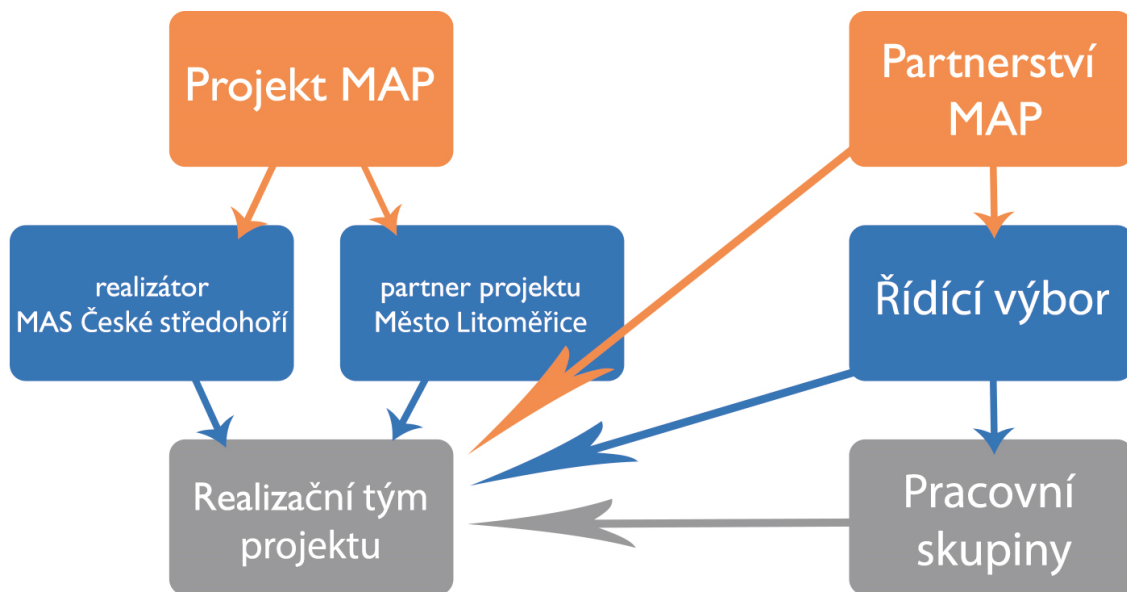 Projekt MAP
Partnerství
MAP
realizátor
MAS České středohoří
partner projektu
Město Litoměřice
Řídící výbor
Realizační tým
projektu
Pracovní
skupiny